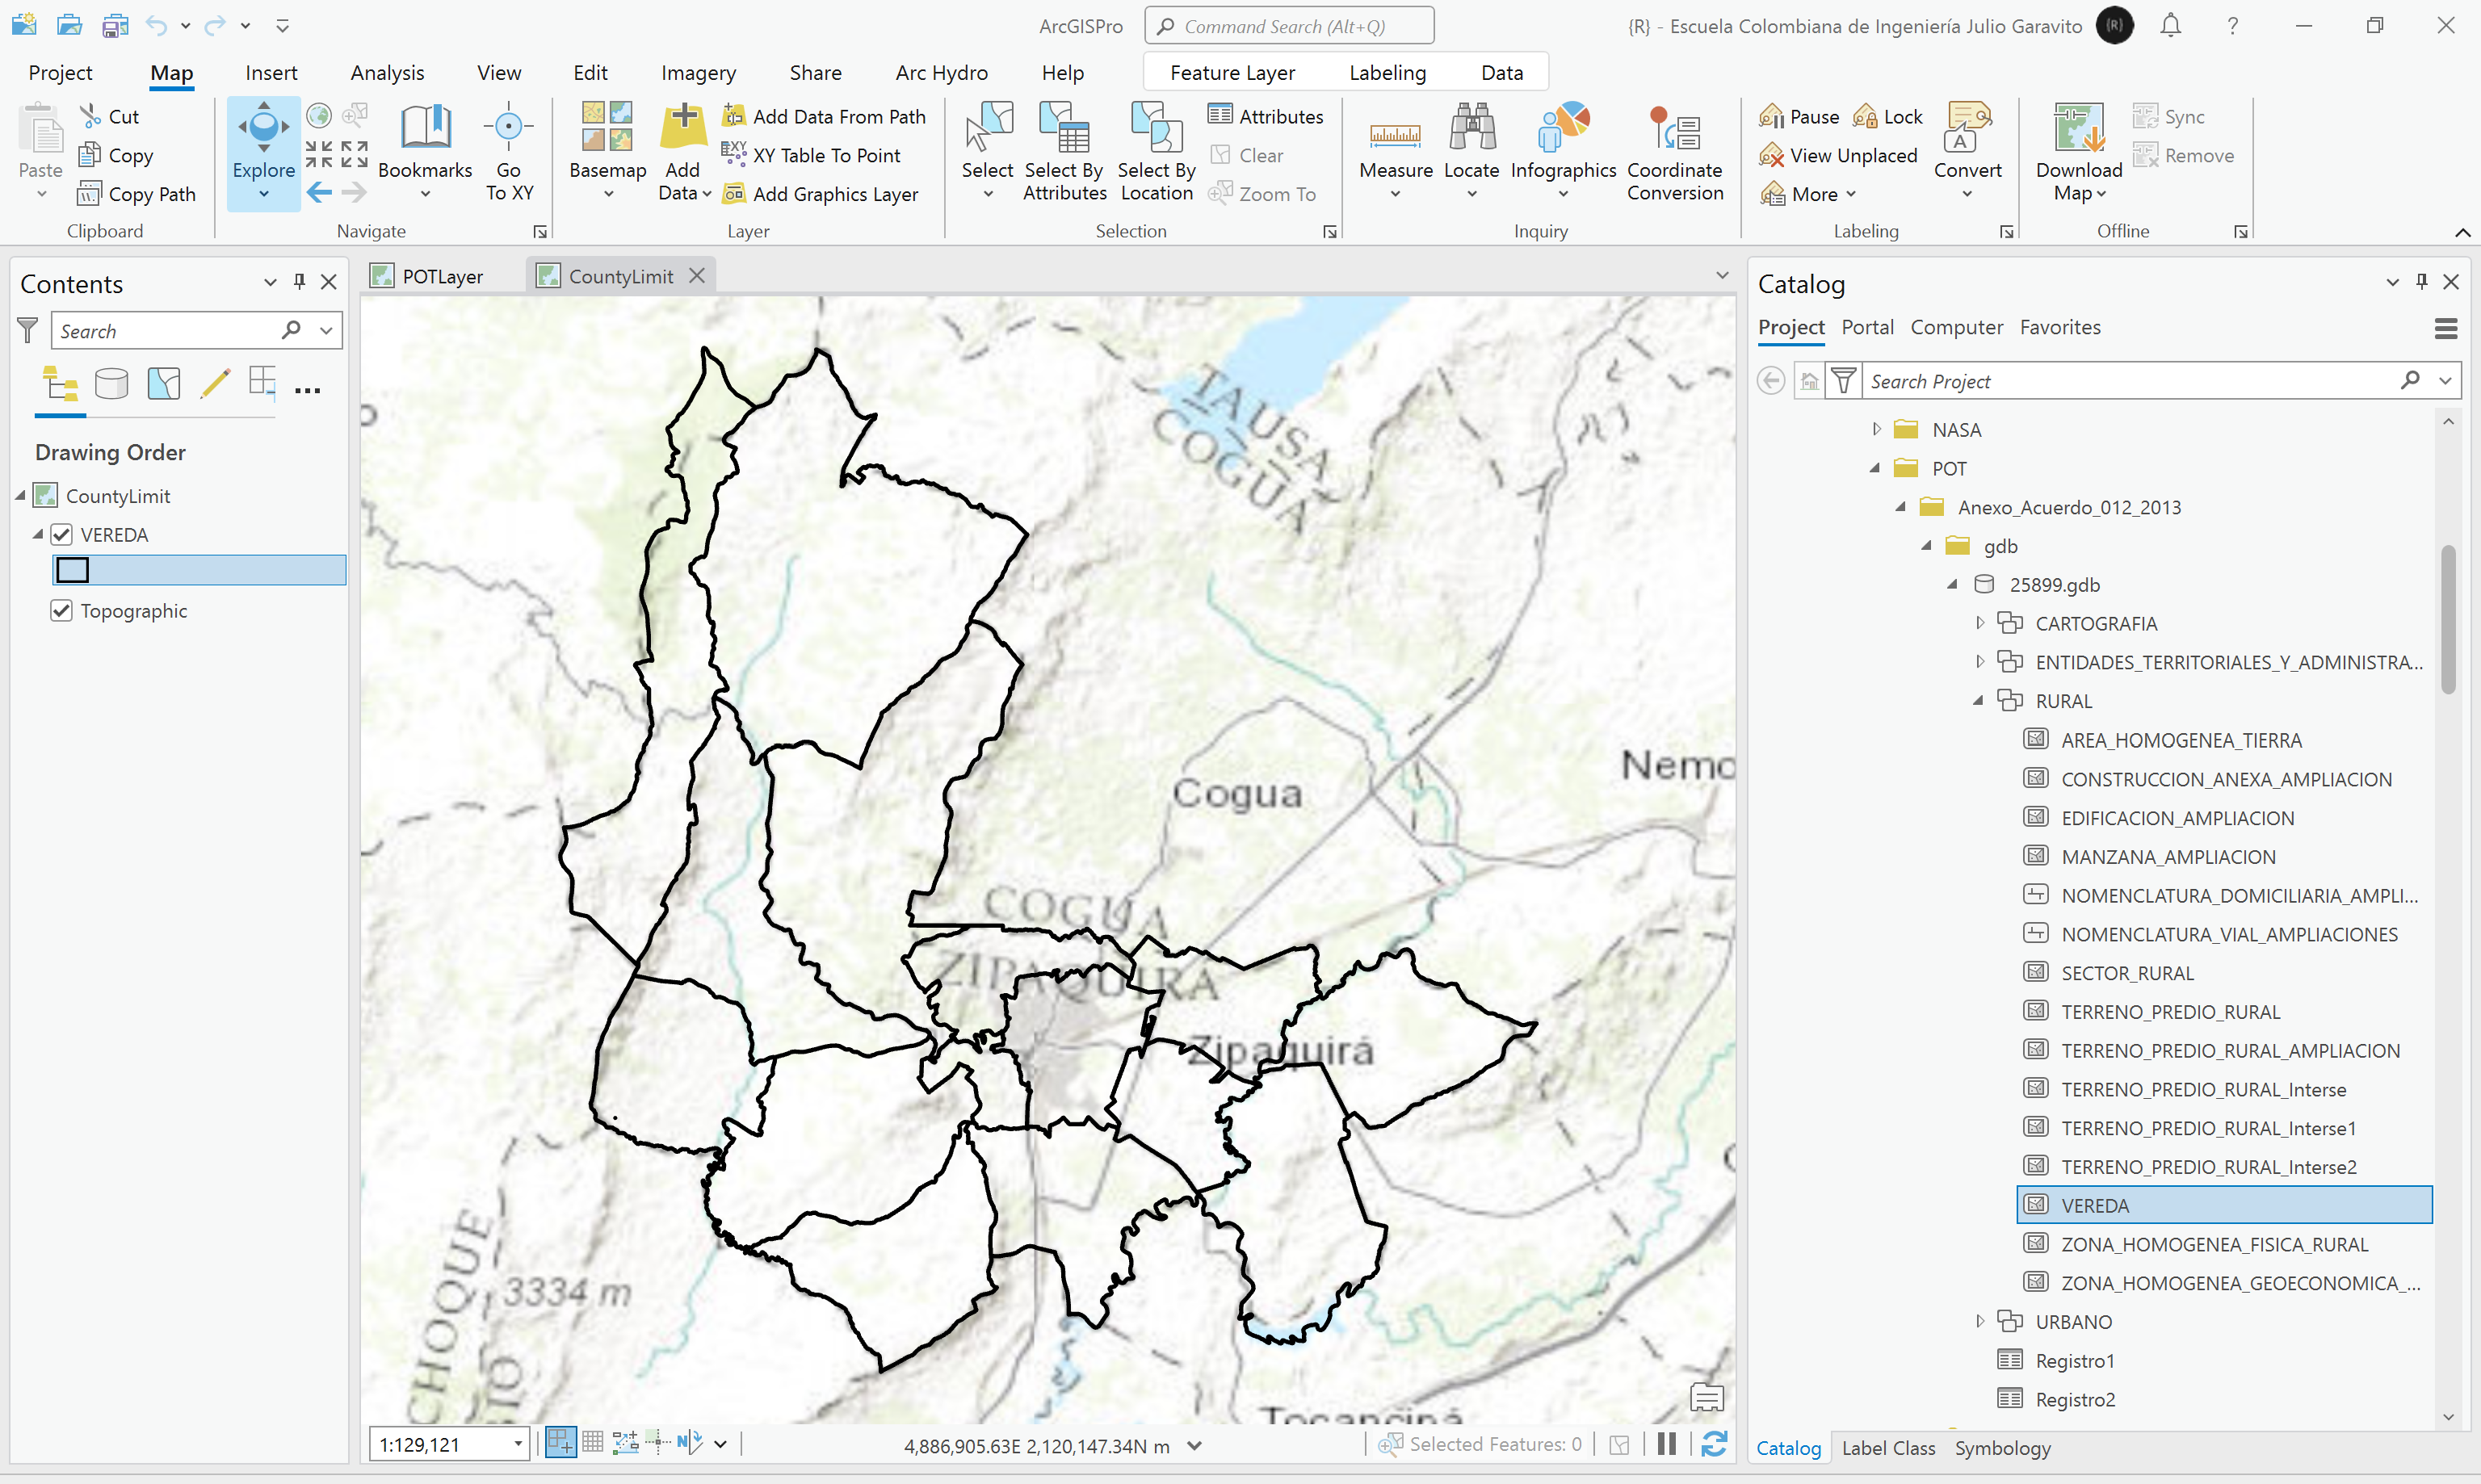 ArcGISPro
Command Search (Alt+Q)
{R} - Escuela Colombiana de Ingeniería Julio Garavito
{R}
?
Project Map Insert Analysis View Edit Imagery Share Arc Hydro Help Feature Layer Labeling Data
Paste
Cut
Copy
Copy Path
Clipboard
Explore
Bookmarks
Go
To XY
Navigate
Basemap
Add
Data
Add Data From Path
XY Table To Point
Add Graphics Layer
Layer
Select
Select By
Attributes
Select By
Location
Attributes
Clear
Zoom To
Selection
Measure
Locate
Infographics
Coordinate
Conversion
Inquiry
Pause
Lock
View Unplaced
More
Convert
Labeling
Download
Map
Sync
Remove
Offline
Contents
Search
Drawing Order
CountyLimit
VEREDA
Topographic
POTLayer
CountyLimit
TAUSA
COGUA
Cogua
Nemo
COGUA
ZIPAQUIRÁ
Zipaquirá
CHOQUE
3334 m
Tocancipá
1:129,121
4,886,905.63E 2,120,147.34N m
Selected Features: 0
Catalog
Project Portal Computer Favorites
Search Project
NASA
POT
Anexo_Acuerdo_012_2013
gdb
25899.gdb
CARTOGRAFIA
ENTIDADES_TERRITORIALES_Y_ADMINISTRA...
RURAL
AREA_HOMOGENEA_TIERRA
CONSTRUCCION_ANEXA_AMPLIACION
EDIFICACION_AMPLIACION
MANZANA_AMPLIACION
NOMENCLATURA_DOMICILIARIA_AMPLI...
NOMENCLATURA_VIAL_AMPLIACIONES
SECTOR_RURAL
TERRENO_PREDIO_RURAL
TERRENO_PREDIO_RURAL_AMPLIACION
TERRENO_PREDIO_RURAL_Interse
TERRENO_PREDIO_RURAL_Interse1
TERRENO_PREDIO_RURAL_Interse2
VEREDA
ZONA_HOMOGENEA_FISICA_RURAL
ZONA_HOMOGENEA_GEOECONOMICA_...
URBANO
Registro1
Registro2
Catalog Label Class Symbology